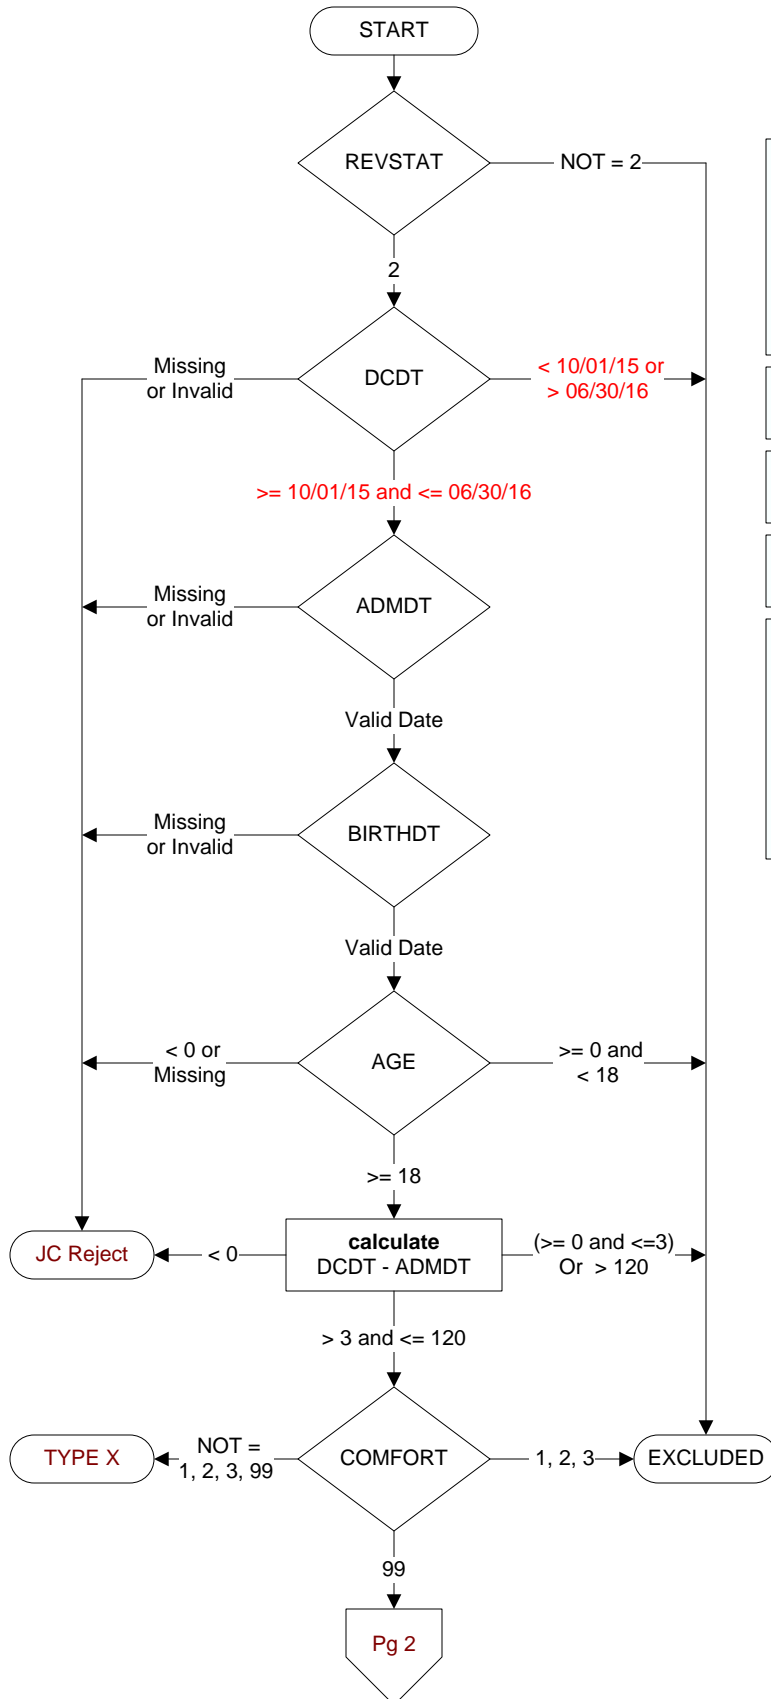 START
REVSTAT
NOT = 2
2
Missing
or Invalid
DCDT
< 10/01/15 or
> 06/30/16
>= 10/01/15 and <= 06/30/16
Missing
or Invalid
ADMDT
Valid Date
Missing
or Invalid
BIRTHDT
Valid Date
< 0 or
Missing
AGE
>= 0 and
< 18
>= 18
JC Reject
< 0
calculate
DCDT - ADMDT
(>= 0 and <=3)
Or > 120
> 3 and <= 120
TYPE X
NOT =
1, 2, 3, 99
COMFORT
1, 2, 3
EXCLUDED
99
Pg 2